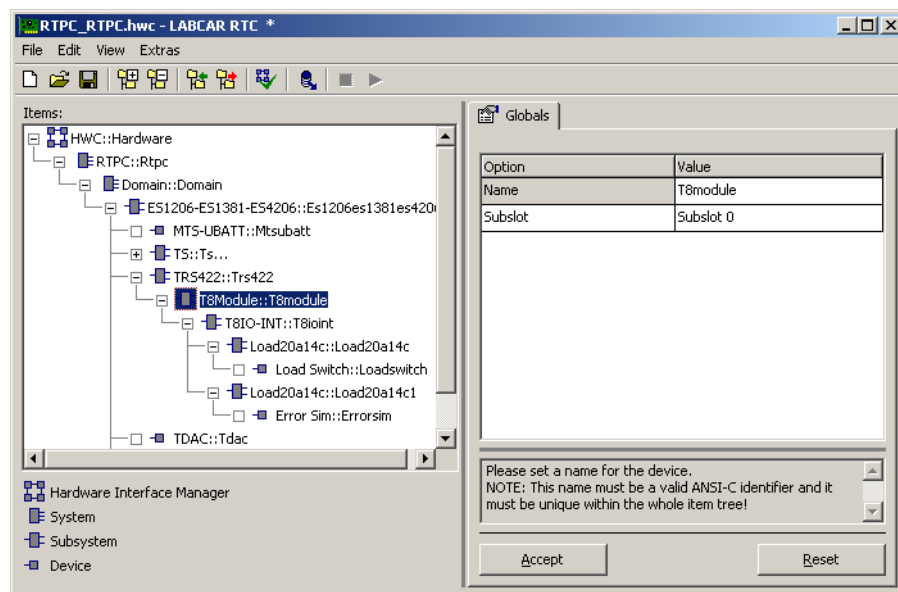 RTPC_RTPC.hwc - LABCAR RTC *
File Edit View Extras
Items:
HWC::Hardware
RTPC::Rtpc
Domain::Domain
ES1206-ES1381-ES4206::Es1206es1381es420
MTS-UBATT::Mtsubatt
TS::Ts...
TRS422::Trs422
T8Module::T8module
T8IO-INT::T8ioint
Load20a14c::Load20a14c
Load Switch::Loadswitch
Load20a14c::Load20a14c1
Error Sim::Errorsim
TDAC::Tdac
Hardware Interface Manager
System
Subsystem
Device
Globals
Option Value
Name T8module
Subslot Subslot 0
Please set a name for the device.
NOTE: This name must be a valid ANSI-C identifier and it
must be unique within the whole item tree!
Accept Reset